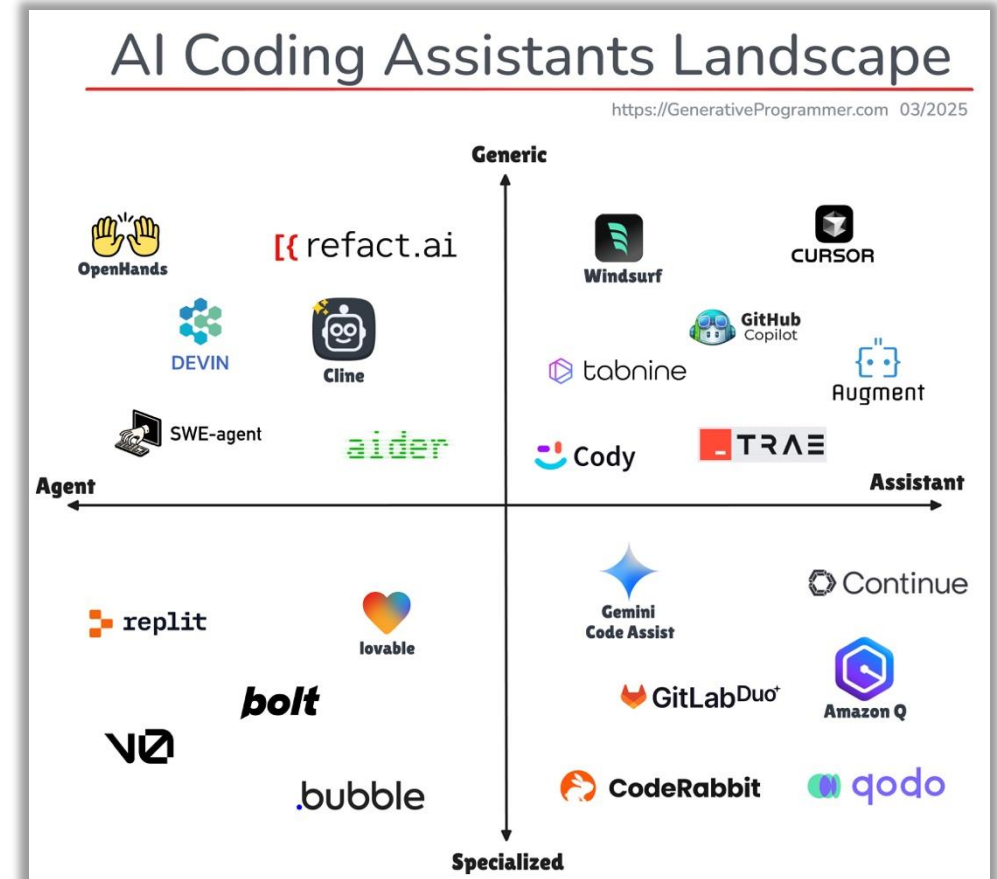 AI Coding Assistants Landscape
https://GenerativeProgrammer.com 03/2025
Generic
OpenHands
[{ refact.ai
Windsurf
CURSOR
DEVIN
Cline
GitHub
Copilot
tabnine
Augment
SWE-agent
aider
Cody
TRAE
Agent
Assistant
replit
lovable
Gemini
Code Assist
Continue
bolt
GitLab Duo
Amazon Q
v0
.bubble
CodeRabbit
qodo
Specialized